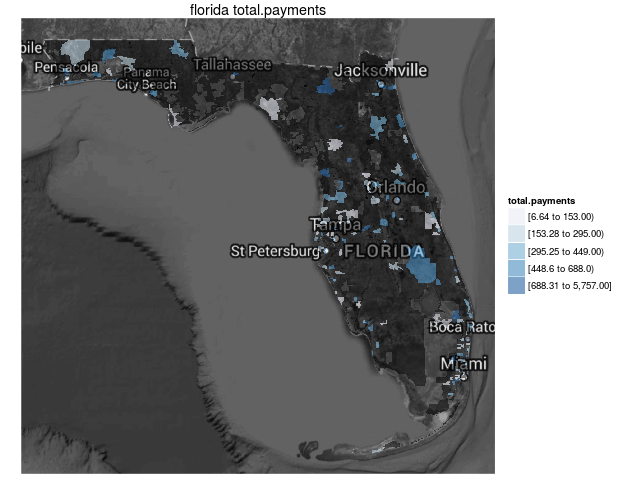 florida total.payments
bile
Pensacola
Panama
City Beach
Tallahassee
Jacksonville
Orlando
Tampa
St Petersburg
FLORIDA
Boca Rato
Miami
total.payments
[6.64 to 153.00)
[153.28 to 295.00)
[295.25 to 449.00)
[448.6 to 688.0)
[688.31 to 5,757.00]